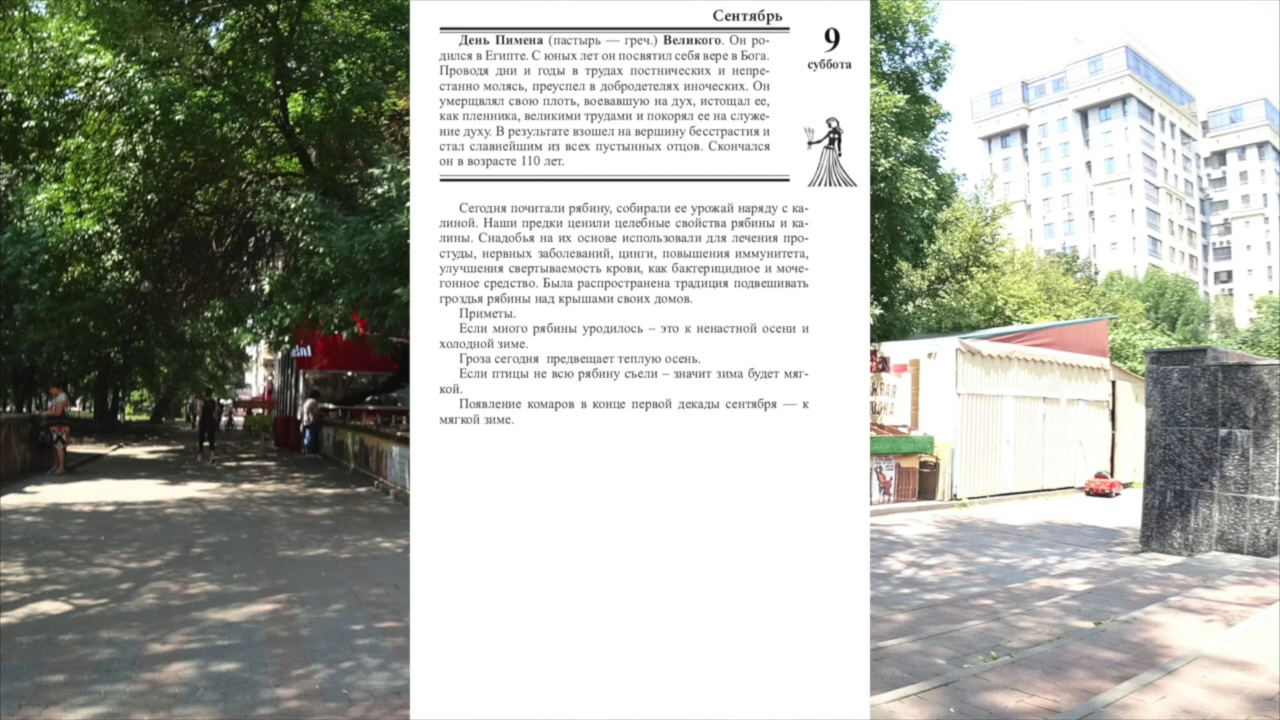 Сентябрь
9
суббота
День Пимена (пастырь — греч.) Великого. Он ро-
дился в Египте. С юных лет он посвятил себя вере в Бога.
Проводя дни и годы в трудах постнических и непре-
станно молясь, преуспел в добродетелях иноческих. Он
умерщвлял свою плоть, воевавшую на дух, истощал ее,
как пленника, великими трудами и покорял ее на служе-
ние духу. В результате взошел на вершину бесстрастия и
стал славнейшим из всех пустынных отцов. Скончался
он в возрасте 110 лет.
Сегодня почитали рябину, собирали ее урожай наряду с ка-
линой. Наши предки ценили целебные свойства рябины и ка-
лины. Снадобья на их основе использовали для лечения про-
студы, нервных заболеваний, цинги, повышения иммунитета,
улучшения свертываемость крови, как бактерицидное и моче-
гонное средство. Была распространена традиция подвешивать
гроздья рябины над крышами своих домов.
Приметы.
Если много рябины уродилось – это к ненастной осени и
холодной зиме.
Гроза сегодня предвещает теплую осень.
Если птицы не всю рябину съели – значит зима будет мяг-
кой.
Появление комаров в конце первой декады сентября — к
мягкой зиме.